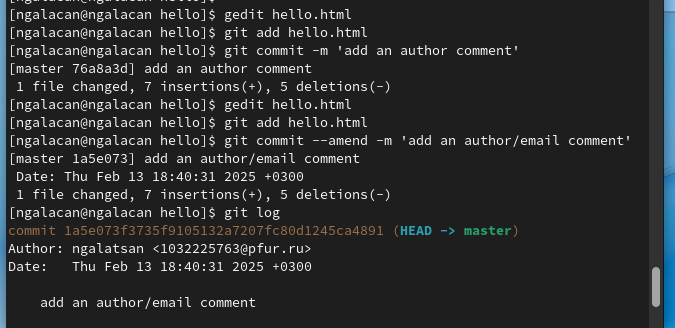 [ngalacan@ngalacan hello]$ gedit hello.html
[ngalacan@ngalacan hello]$ git add hello.html
[ngalacan@ngalacan hello]$ git commit -m 'add an author comment'
[master 76a8a3d] add an author comment
 1 file changed, 7 insertions(+), 5 deletions(-)
[ngalacan@ngalacan hello]$ gedit hello.html
[ngalacan@ngalacan hello]$ git add hello.html
[ngalacan@ngalacan hello]$ git commit --amend -m 'add an author/email comment'
[master 1a5e073] add an author/email comment
 Date: Thu Feb 13 18:40:31 2025 +0300
 1 file changed, 7 insertions(+), 5 deletions(-)
[ngalacan@ngalacan hello]$ git log
commit 1a5e073f3735f9105132a7207fc80d1245ca4891 (HEAD -> master)
Author: ngalatsan <1032225763@pfur.ru>
Date:   Thu Feb 13 18:40:31 2025 +0300

    add an author/email comment